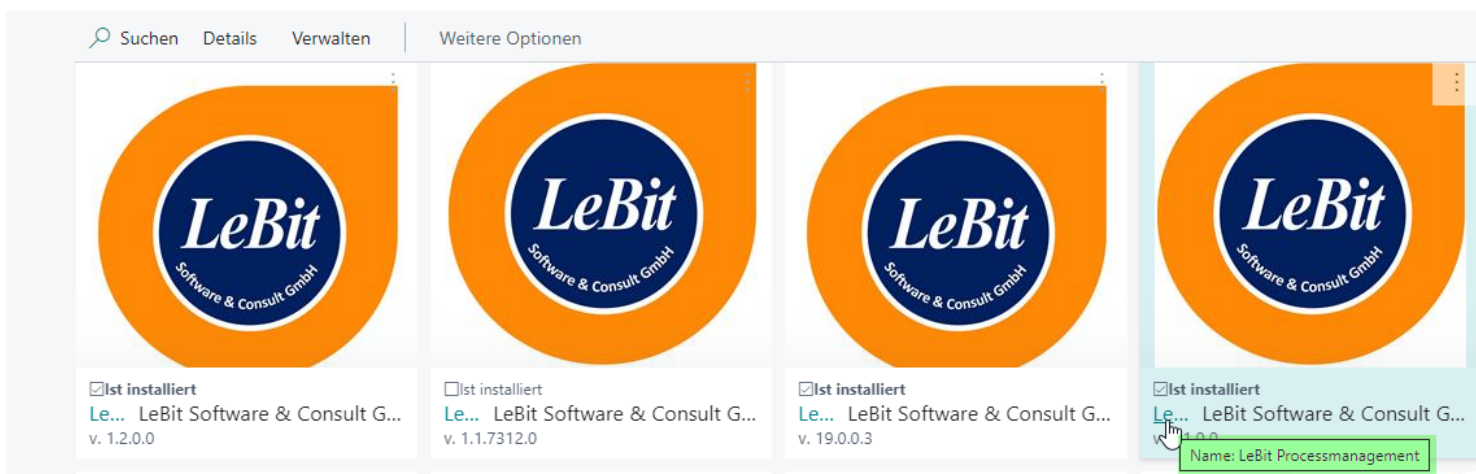 Suchen Details Verwalten Weitere Optionen
LeBit
Software & Consult GmbH
LeBit
Software & Consult GmbH
LeBit
Software & Consult GmbH
LeBit
Software & Consult GmbH
Ist installiert
Le... LeBit Software & Consult G...
v. 1.2.0.0
Ist installiert
Le... LeBit Software & Consult G...
v. 1.1.7312.0
Ist installiert
Le... LeBit Software & Consult G...
v. 19.0.0.3
Ist installiert
Le... LeBit Software & Consult G...
Name: LeBit Processmanagement